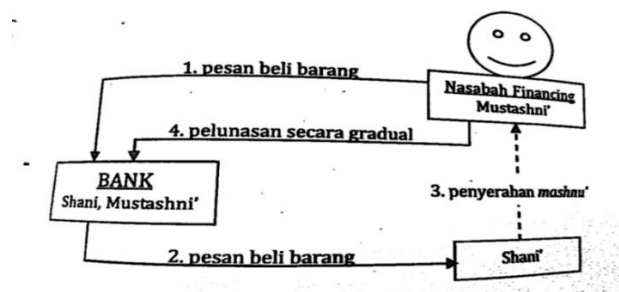 1. pesan beli barang
Nasabah Financing
Mustashni'
4. pelunasan secara gradual
BANK
Shani, Mustashni'
3. penyerahan mashnu'
2. pesan beli barang
Shani'